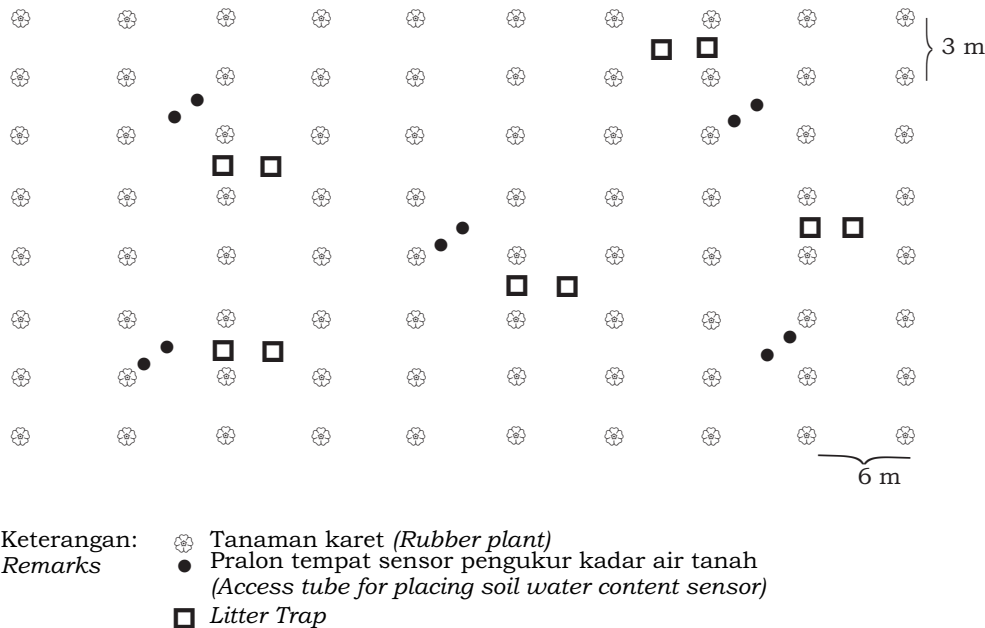 3 m
6 m
Keterangan: Tanaman karet (Rubber plant)
Remarks Pralon tempat sensor pengukur kadar air tanah
(Access tube for placing soil water content sensor)
Litter Trap